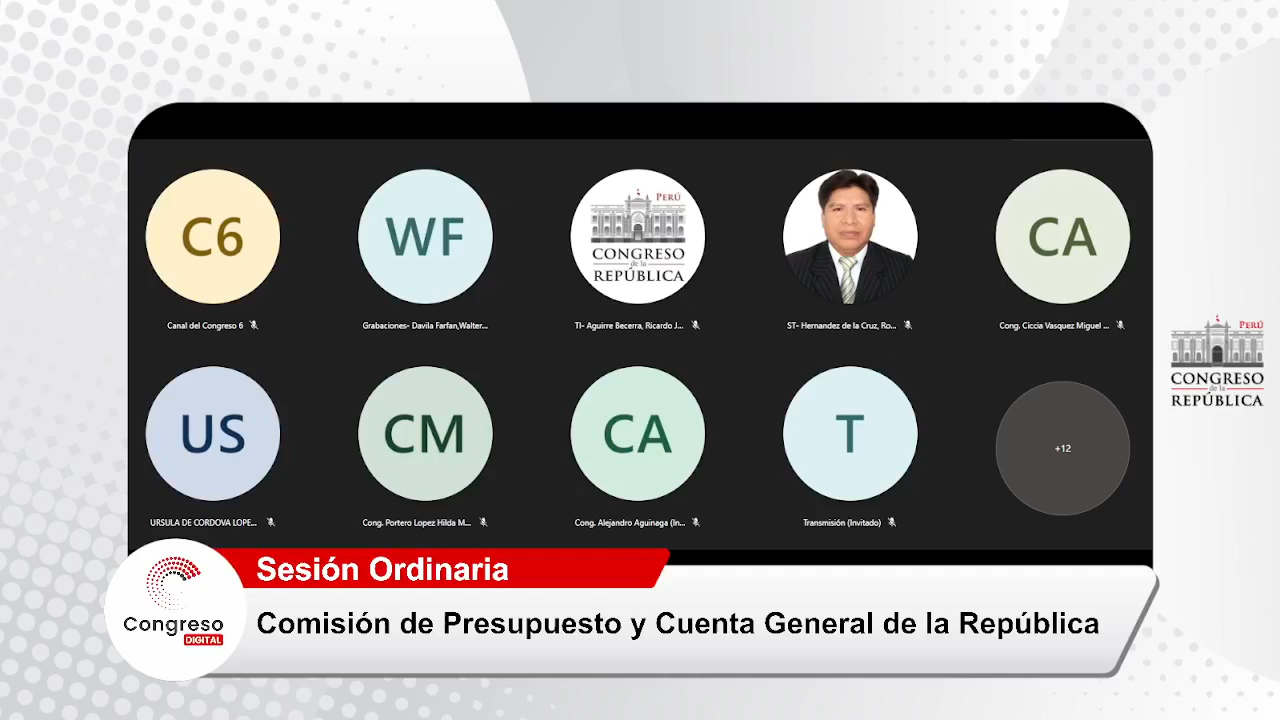 C6
WF
PERÚ
CONGRESO
de la
REPÚBLICA
CA
Canal del Congreso 6
Grabaciones- Davila Farfan,Walter...
TI- Aguirre Becerra, Ricardo J...
ST- Hernandez de la Cruz, Ro...
Cong. Ciccia Vasquez Miguel ...
PERÚ
CONGRESO
de la
REPÚBLICA
US
CM
CA
T
+12
URSULA DE CORDOVA LOPE...
Cong. Portero Lopez Hilda M...
Cong. Alejandro Aguinaga (In...
Transmisión (Invitado)
Sesión Ordinaria
Congreso
DIGITAL
Comisión de Presupuesto y Cuenta General de la República